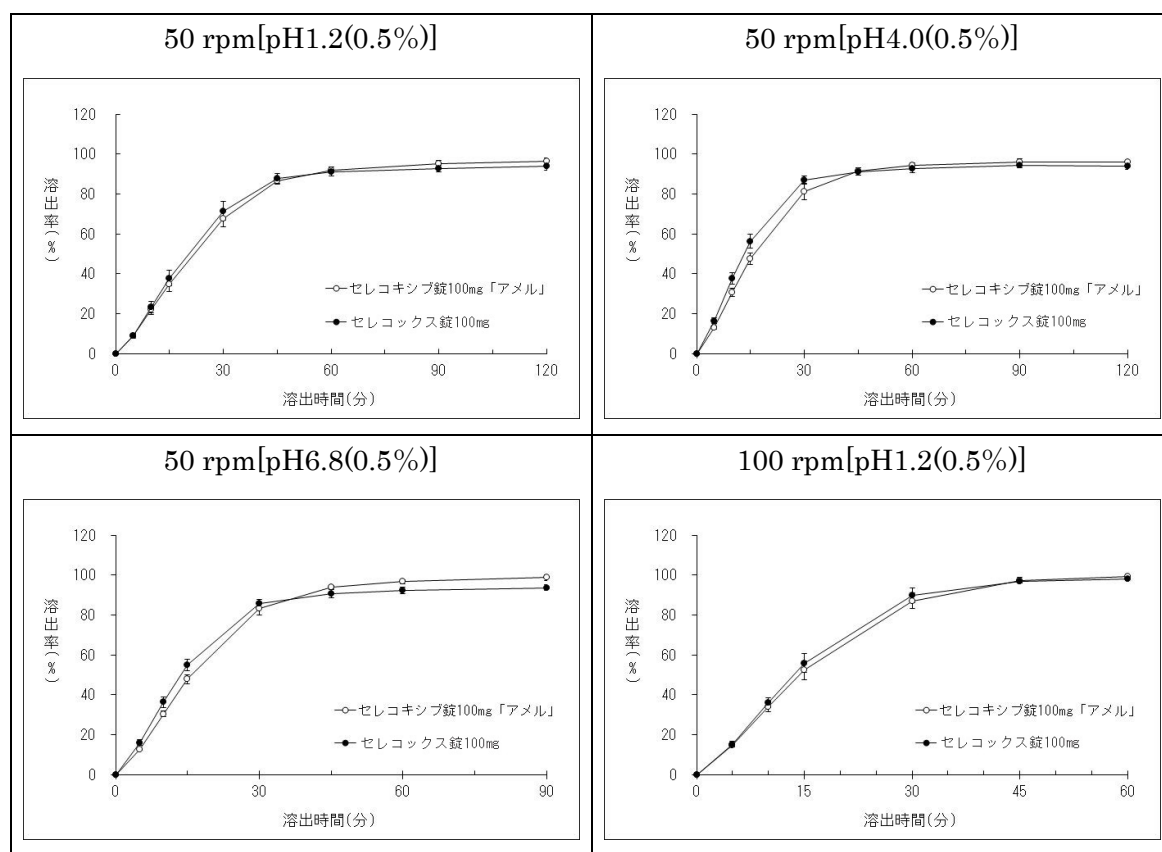 50 rpm[pH1.2(0.5%)]
120
100
80
60
40
20
0
溶出率(%)
セレコキシブ錠100mg「アメル」
セレコックス錠100mg
0 30 60 90 120
溶出時間(分)
50 rpm[pH4.0(0.5%)]
120
100
80
60
40
20
0
溶出率(%)
セレコキシブ錠100mg「アメル」
セレコックス錠100mg
0 30 60 90 120
溶出時間(分)
50 rpm[pH6.8(0.5%)]
120
100
80
60
40
20
0
溶出率(%)
セレコキシブ錠100mg「アメル」
セレコックス錠100mg
0 30 60 90
溶出時間(分)
100 rpm[pH1.2(0.5%)]
120
100
80
60
40
20
0
溶出率(%)
セレコキシブ錠100mg「アメル」
セレコックス錠100mg
0 15 30 45 60
溶出時間(分)